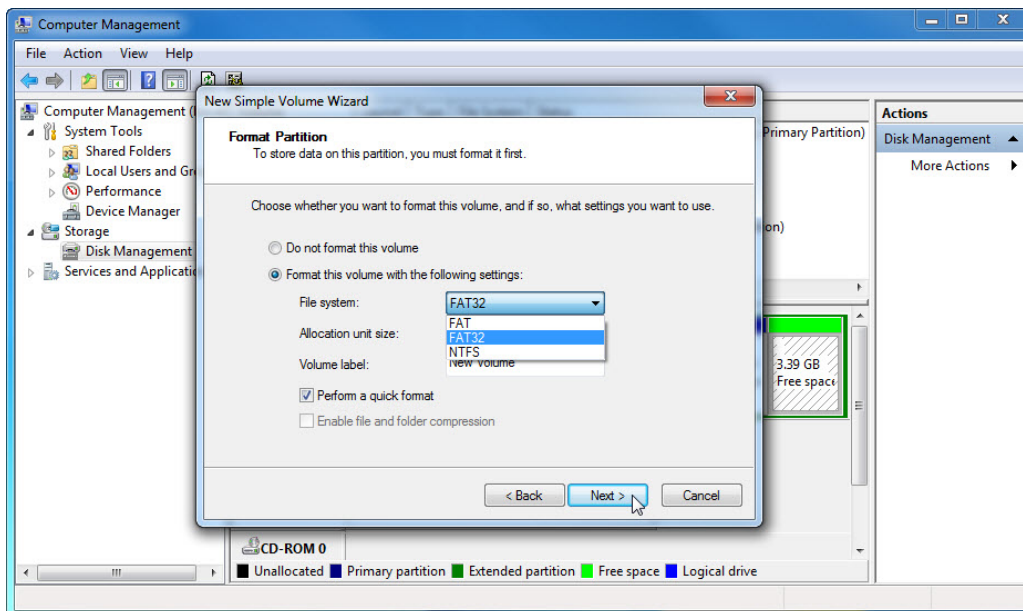 Computer Management
File Action View Help
Computer Management (
System Tools
Shared Folders
Local Users and Gr
Performance
Device Manager
Storage
Disk Management
Services and Applicatio
New Simple Volume Wizard
Format Partition
To store data on this partition, you must format it first.
Choose whether you want to format this volume, and if so, what settings you want to use.
Do not format this volume
Format this volume with the following settings:
File system: FAT32
FAT
FAT32
NTFS
Allocation unit size:
Volume label: New Volume
Perform a quick format
Enable file and folder compression
< Back Next > Cancel
Primary Partition)
on)
3.39 GB
Free space
Actions
Disk Management
More Actions
CD-ROM 0
Unallocated Primary partition Extended partition Free space Logical drive